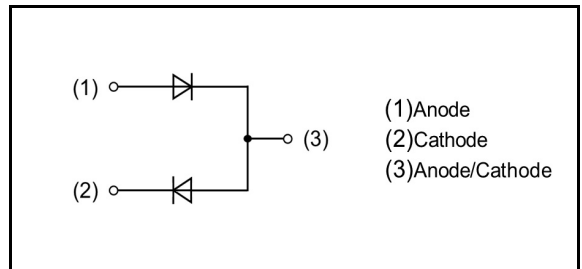 (1)
(2)
(3)
(1)Anode
(2)Cathode
(3)Anode/Cathode